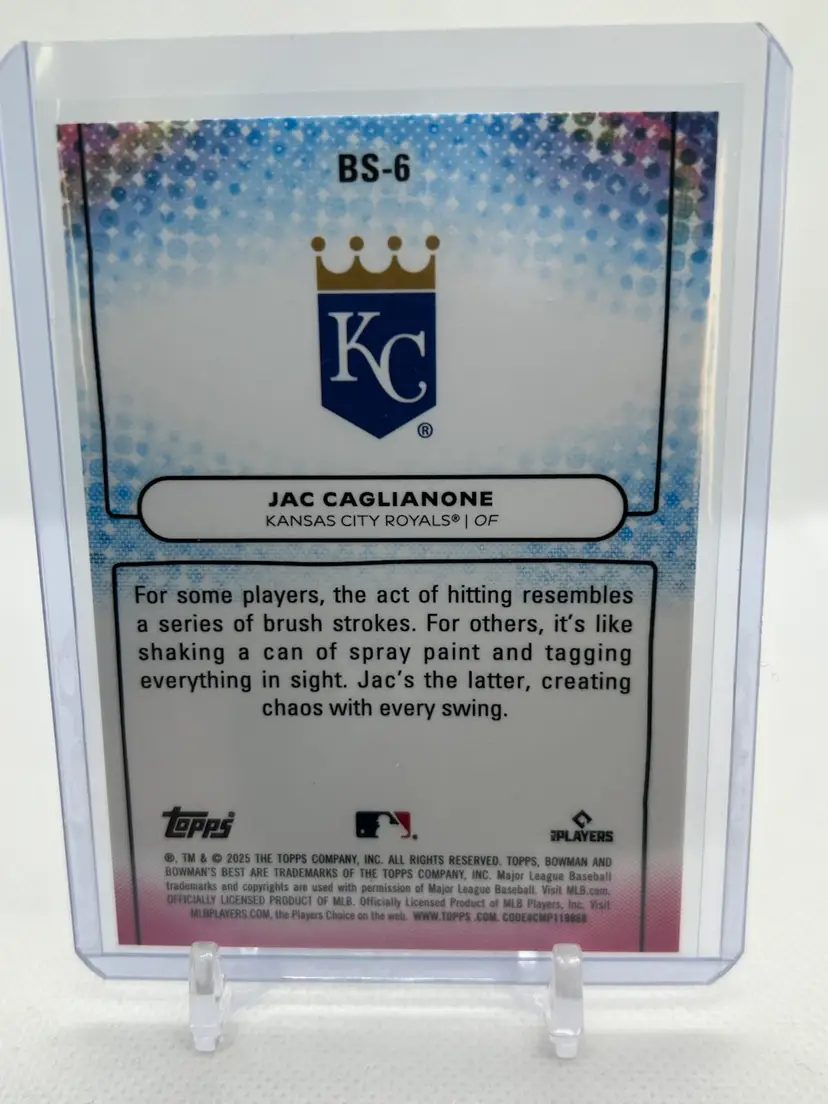 BS-6
KC
®
JAC CAGLIANONE
KANSAS CITY ROYALS® | OF
For some players, the act of hitting resembles
a series of brush strokes. For others, it's like
shaking a can of spray paint and tagging
everything in sight. Jac's the latter, creating
chaos with every swing.
Topps
PLAYERS
®, TM & © 2025 THE TOPPS COMPANY, INC. ALL RIGHTS RESERVED. TOPPS, BOWMAN AND
BOWMAN'S BEST ARE TRADEMARKS OF THE TOPPS COMPANY, INC. Major League Baseball
trademarks and copyrights are used with permission of Major League Baseball. Visit MLB.com.
OFFICIALLY LICENSED PRODUCT OF MLB. Officially Licensed Product of MLB Players, Inc. Visit
MLBPLAYERS.COM, the Players Choice on the web. WWW.TOPPS.COM. CODE#CMP119868